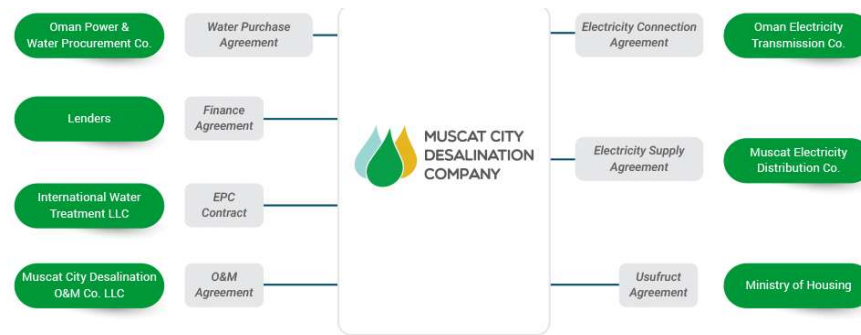 Oman Power &
Water Procurement Co.
Water Purchase
Agreement
Lenders
Finance
Agreement
International Water
Treatment LLC
EPC
Contract
Muscat City Desalination
O&M Co. LLC
O&M
Agreement
MUSCAT CITY
DESALINATION
COMPANY
Electricity Connection
Agreement
Oman Electricity
Transmission Co.
Electricity Supply
Agreement
Muscat Electricity
Distribution Co.
Usufruct
Agreement
Ministry of Housing